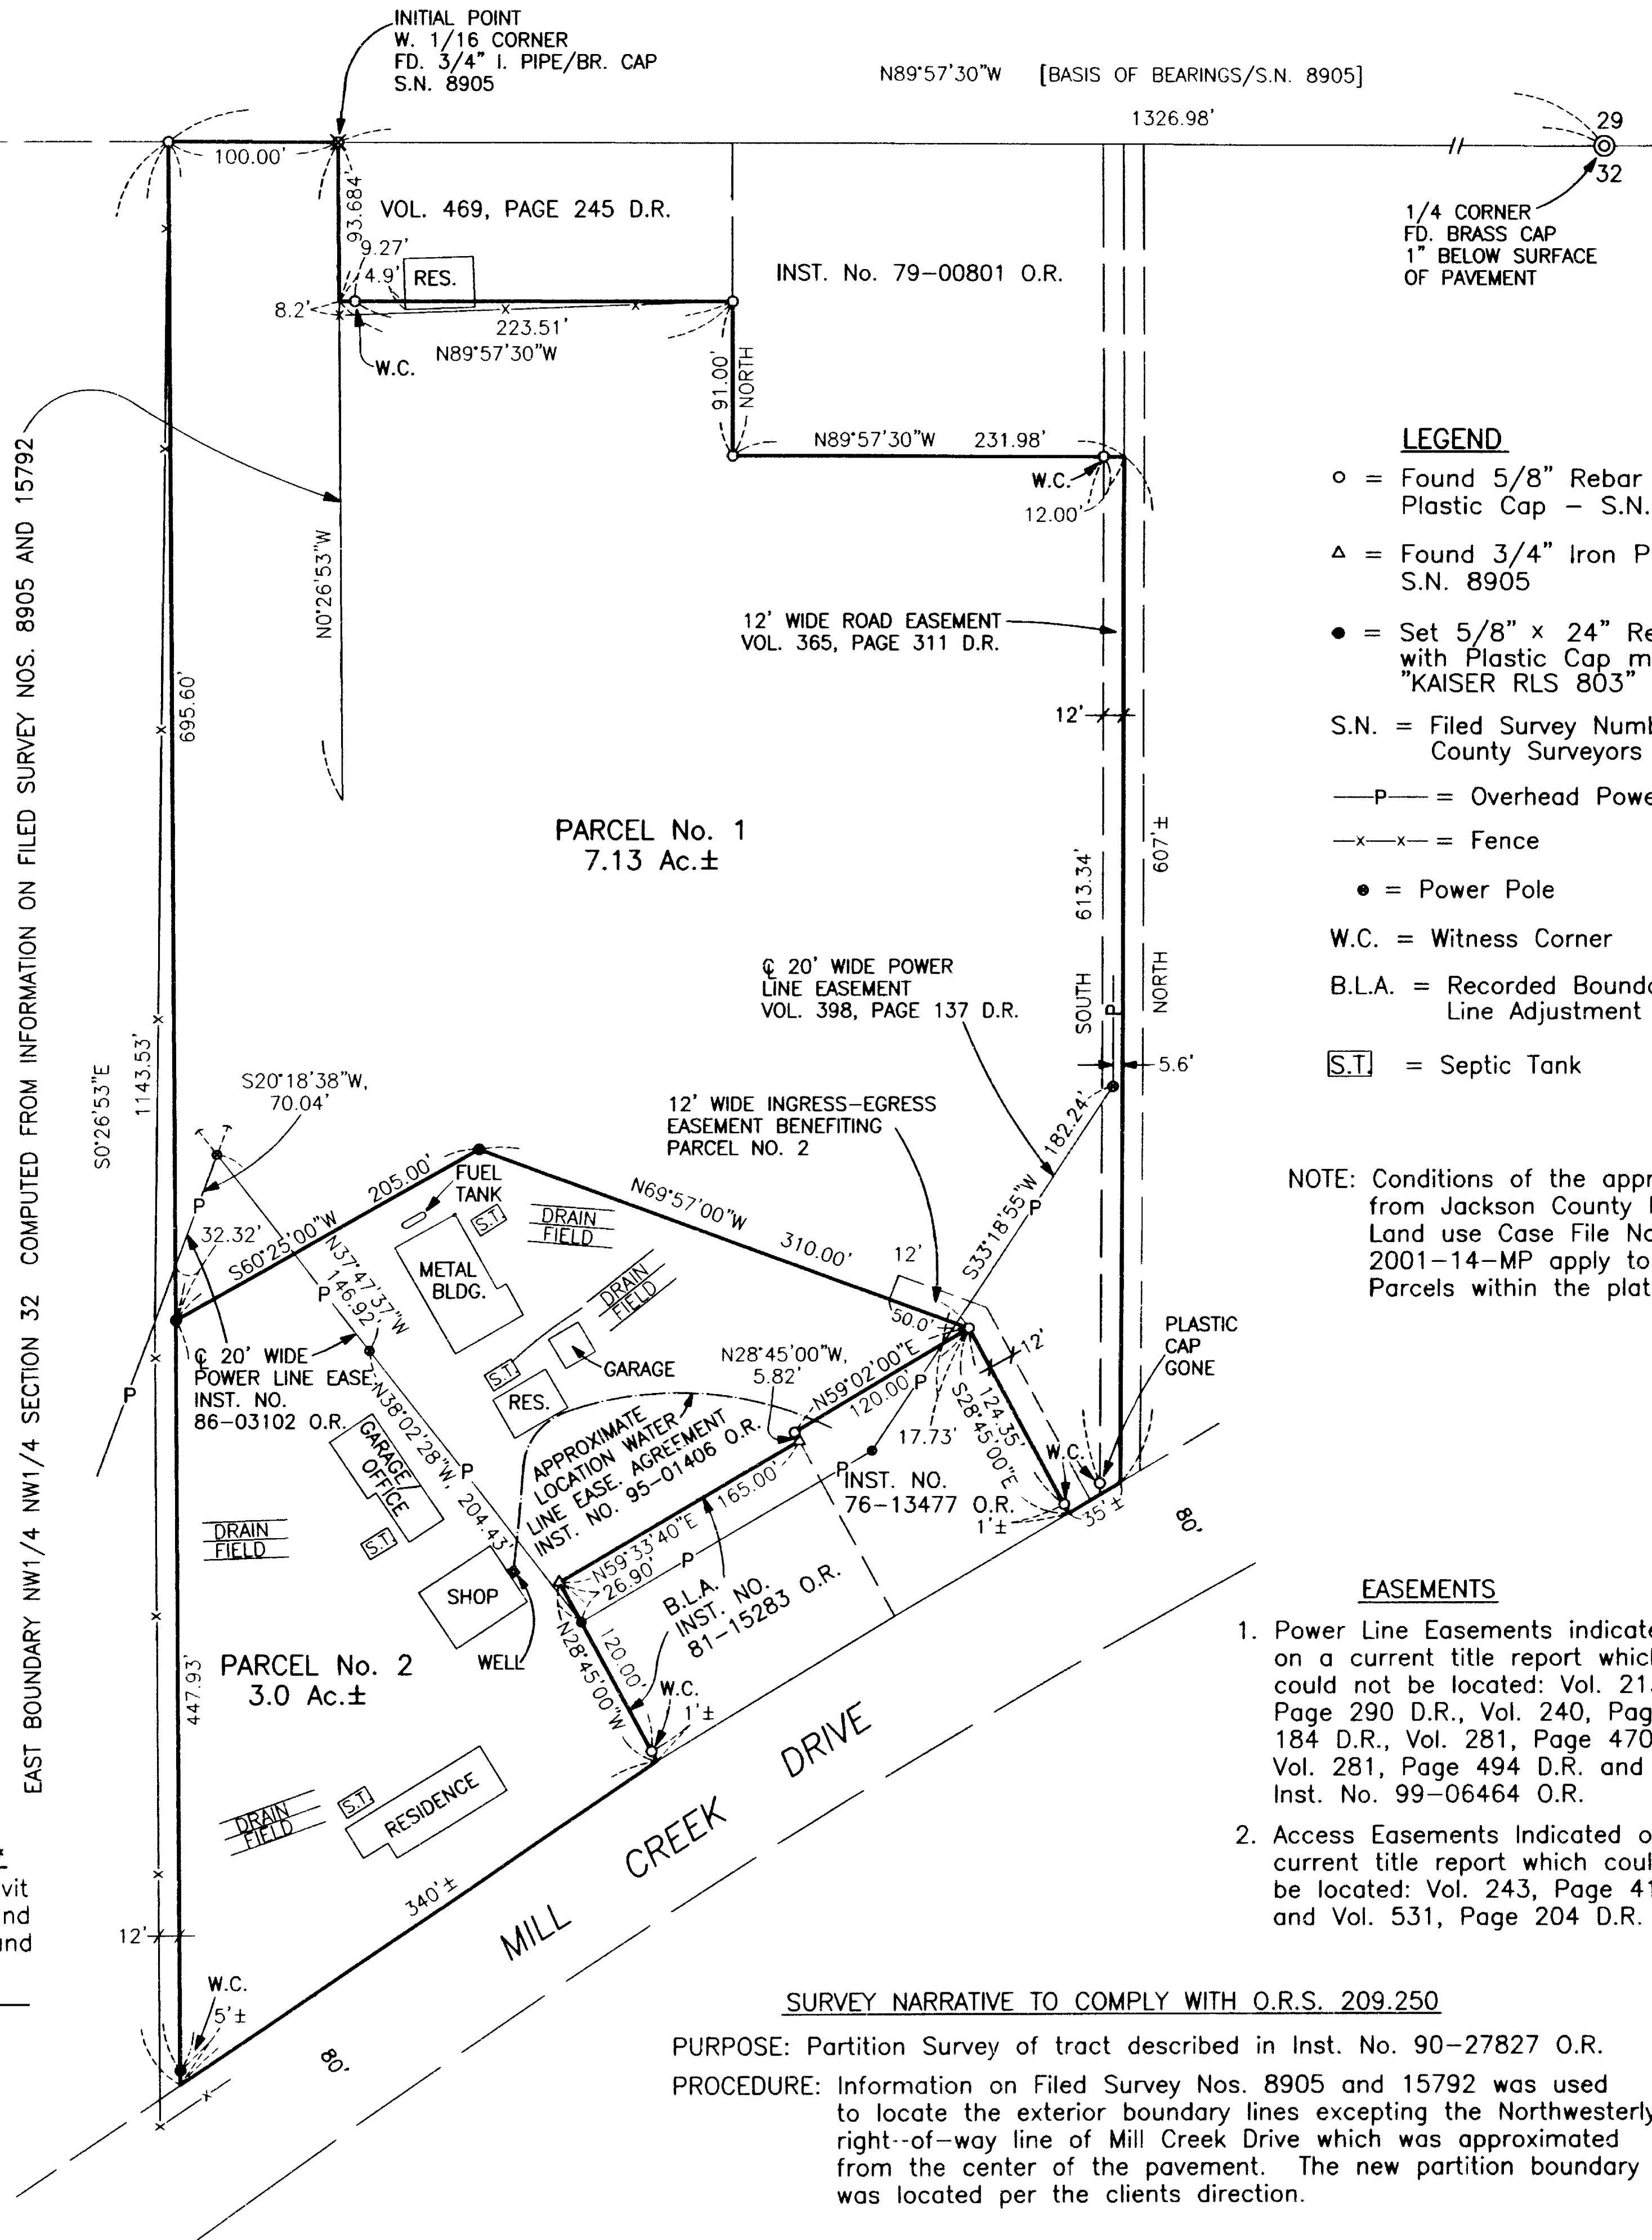 INITIAL POINT
W. 1/16 CORNER
FD. 3/4" I. PIPE/BR. CAP
S.N. 8905
N89°57'30"W [BASIS OF BEARINGS/S.N. 8905]
1326.98'
29
32
1/4 CORNER
FD. BRASS CAP
1" BELOW SURFACE
OF PAVEMENT
100.00'
93.684'
VOL. 469, PAGE 245 D.R.
9.27'
4.9'
RES.
8.2'
223.51'
N89°57'30"W
W.C.
INST. No. 79-00801 O.R.
91.00'
NORTH
N89°57'30"W 231.98'
W.C.
12.00'
EAST BOUNDARY NW1/4 NW1/4 SECTION 32 COMPUTED FROM INFORMATION ON FILED SURVEY NOS. 8905 AND 15792
N0°26'53"W
695.60'
12' WIDE ROAD EASEMENT
VOL. 365, PAGE 311 D.R.
12'
PARCEL No. 1
7.13 Ac.±
613.34'
SOUTH
607'±
NORTH
P
5.6'
₵ 20' WIDE POWER
LINE EASEMENT
VOL. 398, PAGE 137 D.R.
S0°26'53"E
1143.53'
S20°18'38"W,
70.04'
12' WIDE INGRESS-EGRESS
EASEMENT BENEFITING
PARCEL NO. 2
S33°18'55"W 182.24'
P
P
32.32'
S60°25'00"W 205.00'
FUEL
TANK
S.T.
DRAIN
FIELD
N69°57'00"W 310.00'
12'
50.0'
N37°47'37"W
146.92'
P
METAL
BLDG.
DRAIN
FIELD
S.T.
GARAGE
RES.
P
₵ 20' WIDE
POWER LINE EASE.
INST. NO.
86-03102 O.R.
N28°45'00"W,
5.82'
N59°02'00"E
120.00'
P
12'
S28°45'00"E
124.35'
PLASTIC
CAP
GONE
N38°02'28"W, 204.43'
P
GARAGE/
OFFICE
APPROXIMATE
LOCATION WATER
LINE EASE. AGREEMENT
INST. NO. 95-01406 O.R.
17.73'
W.C.
165.00'
P
INST. NO.
76-13477 O.R.
1'±
35'±
80'
DRAIN
FIELD
S.T.
N59°33'40"E
26.90'
P
SHOP
B.L.A.
INST. NO.
81-15283 O.R.
WELL
N28°45'00"W
120.00'
W.C.
1'±
PARCEL No. 2
3.0 Ac.±
447.93'
DRAIN
FIELD
S.T.
RESIDENCE
340'±
MILL CREEK DRIVE
12'
W.C.
5'±
80'
vit
nd
und
LEGEND
○ = Found 5/8" Rebar
Plastic Cap – S.N.
△ = Found 3/4" Iron P
S.N. 8905
● = Set 5/8" x 24" Re
with Plastic Cap m
"KAISER RLS 803"
S.N. = Filed Survey Numb
County Surveyors
—P— = Overhead Powe
—x—x— = Fence
= Power Pole
W.C. = Witness Corner
B.L.A. = Recorded Bounda
Line Adjustment
S.T. = Septic Tank
NOTE: Conditions of the appr
from Jackson County
Land use Case File No
2001-14-MP apply to
Parcels within the plat
EASEMENTS
1. Power Line Easements indicate
on a current title report which
could not be located: Vol. 21
Page 290 D.R., Vol. 240, Pag
184 D.R., Vol. 281, Page 470
Vol. 281, Page 494 D.R. and
Inst. No. 99-06464 O.R.
2. Access Easements Indicated o
current title report which coul
be located: Vol. 243, Page 41
and Vol. 531, Page 204 D.R.
SURVEY NARRATIVE TO COMPLY WITH O.R.S. 209.250
PURPOSE: Partition Survey of tract described in Inst. No. 90-27827 O.R.
PROCEDURE: Information on Filed Survey Nos. 8905 and 15792 was used
to locate the exterior boundary lines excepting the Northwesterly
right--of-way line of Mill Creek Drive which was approximated
from the center of the pavement. The new partition boundary
was located per the clients direction.